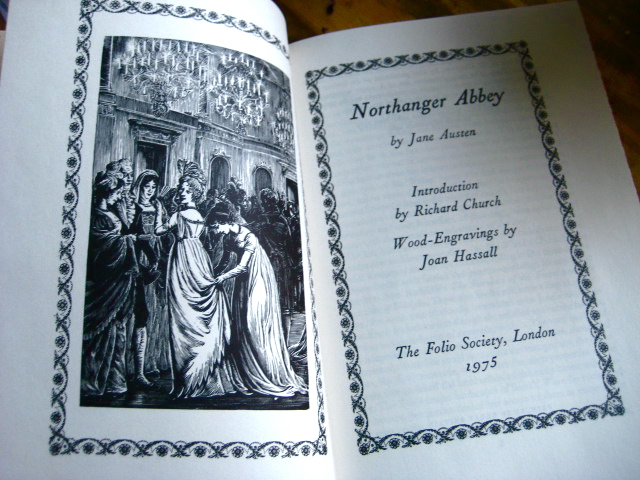 Northanger Abbey
by Jane Austen
Introduction
by Richard Church
Wood-Engravings by
Joan Hassall
The Folio Society, London
1975